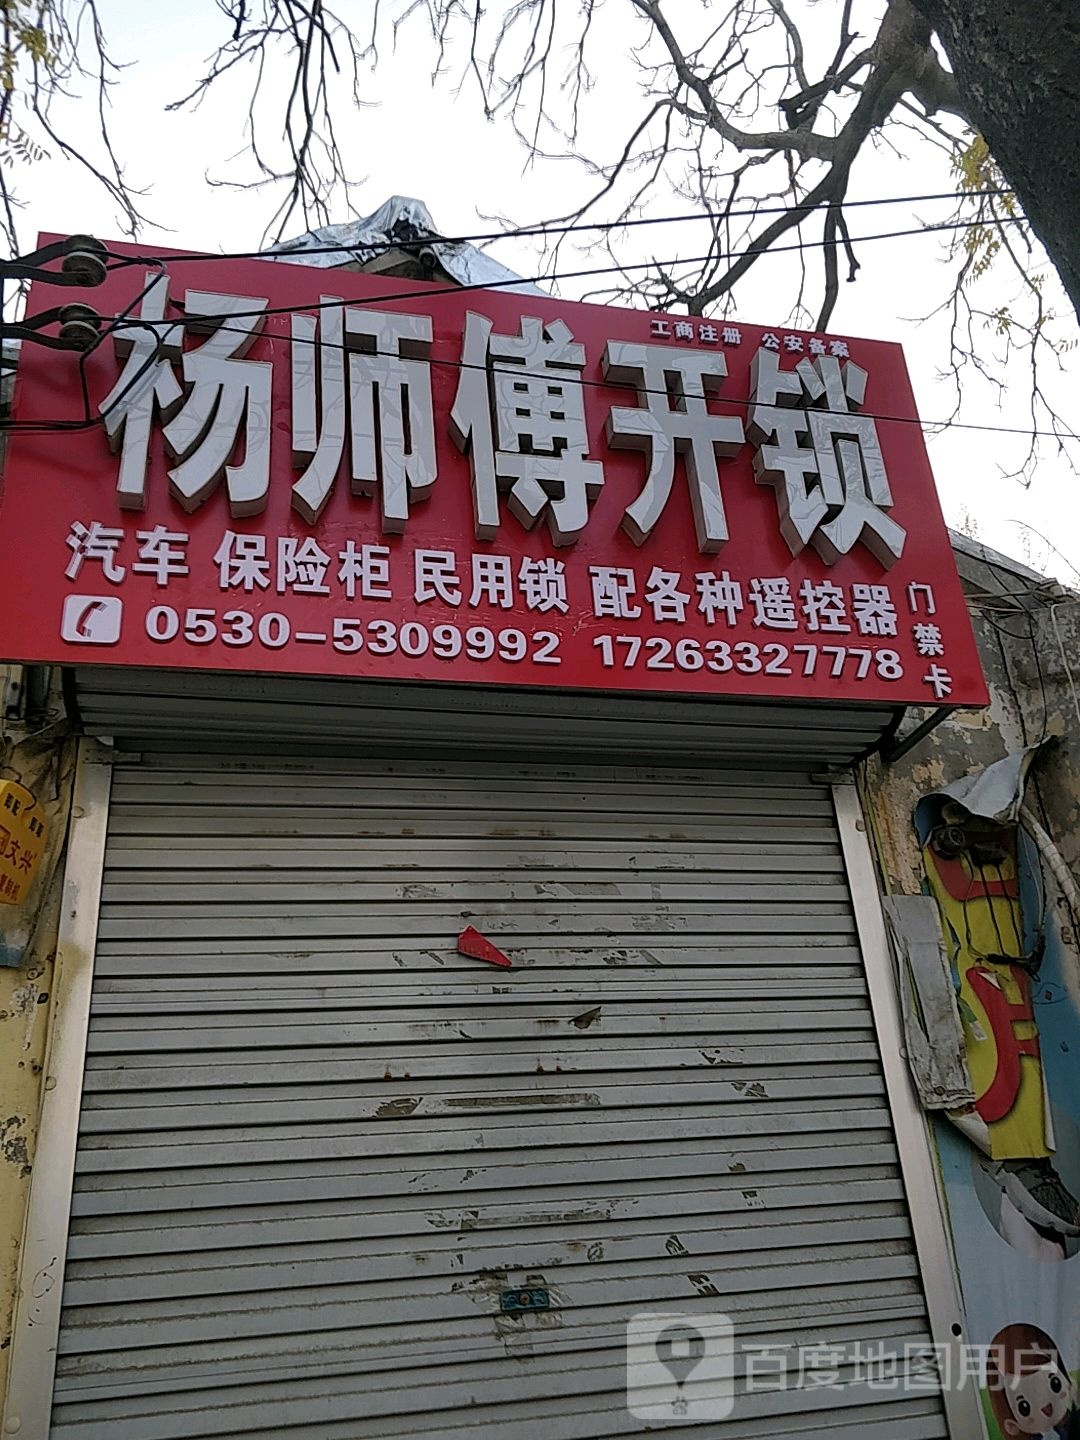 工商注册 公安备案
杨师傅开锁
汽车 保险柜 民用锁 配各种遥控器
门禁卡
0530-5309992 17263327778
百度地图用户